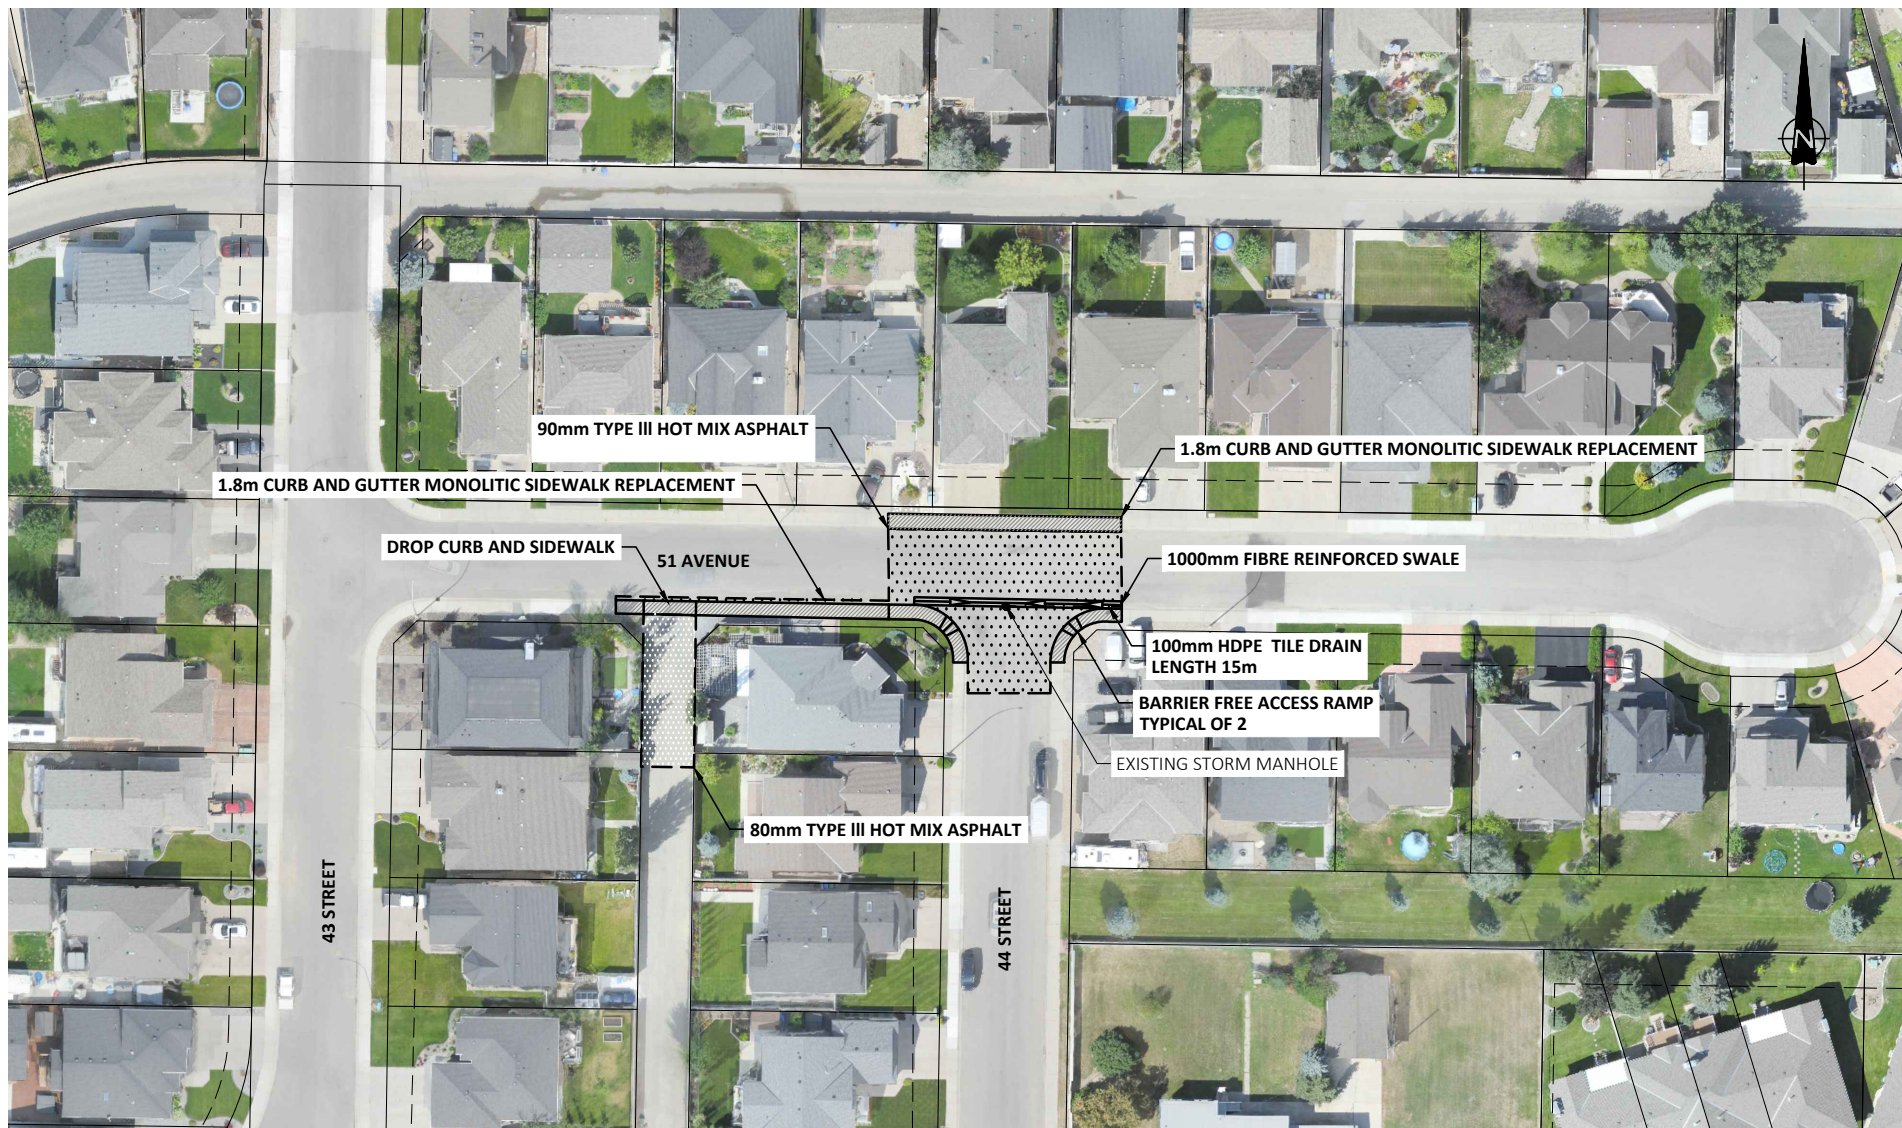 N
90mm TYPE III HOT MIX ASPHALT
1.8m CURB AND GUTTER MONOLITIC SIDEWALK REPLACEMENT
1.8m CURB AND GUTTER MONOLITIC SIDEWALK REPLACEMENT
DROP CURB AND SIDEWALK
51 AVENUE
1000mm FIBRE REINFORCED SWALE
100mm HDPE TILE DRAIN
LENGTH 15m
BARRIER FREE ACCESS RAMP
TYPICAL OF 2
EXISTING STORM MANHOLE
80mm TYPE III HOT MIX ASPHALT
43 STREET
44 STREET